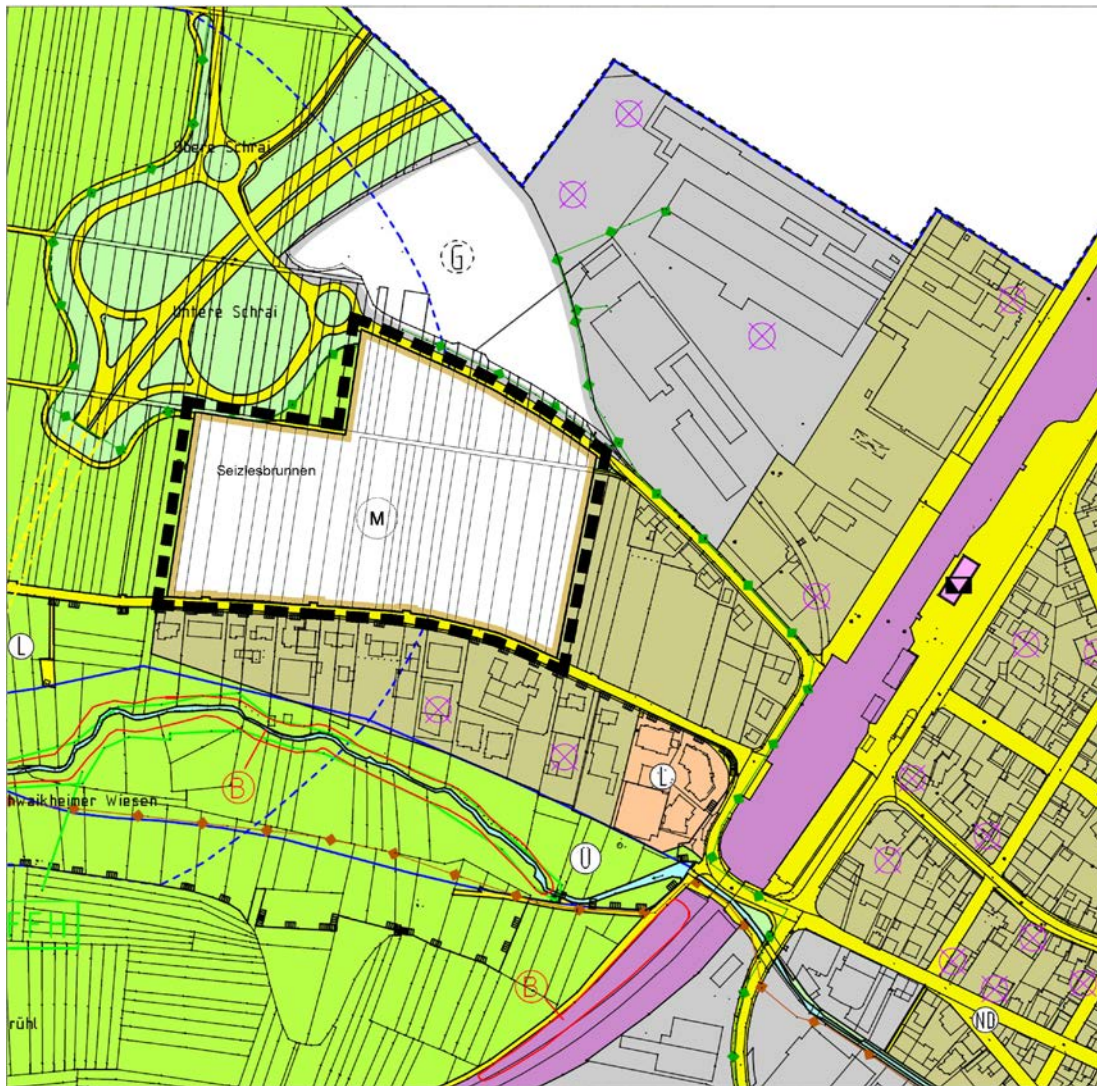 Obere Schrai
G
Untere Schrai
Seizlesbrunnen
M
L
L
B
hwaikheimer Wiesen
Ü
FFH
B
rühl
ND